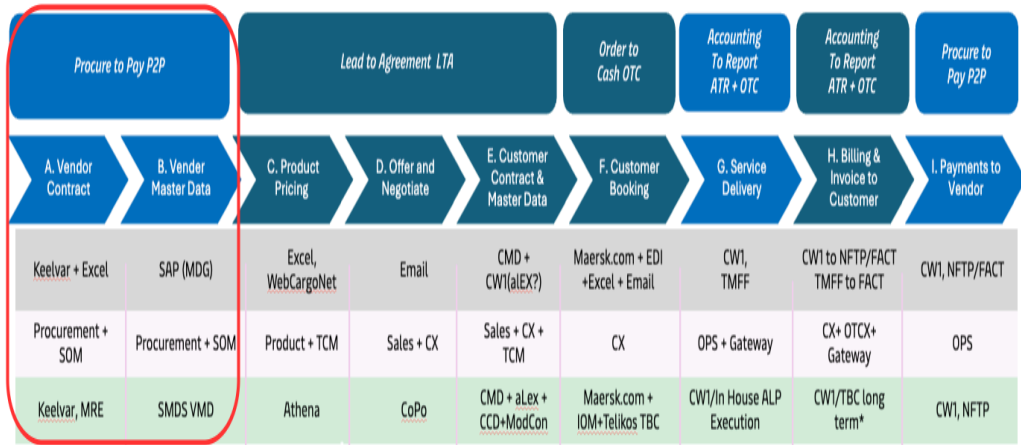 Procure to Pay P2P
Lead to Agreement LTA
Order to
Cash OTC
Accounting
To Report
ATR + OTC
Accounting
To Report
ATR + OTC
Procure to
Pay P2P
A. Vendor
Contract
B. Vender
Master Data
C. Product
Pricing
D. Offer and
Negotiate
E. Customer
Contract &
Master Data
F. Customer
Booking
G. Service
Delivery
H. Billing &
Invoice to
Customer
I. Payments to
Vendor
Keelvar + Excel
SAP (MDG)
Excel,
WebCargoNet
Email
CMD +
CW1(alEX?)
Maersk.com + EDI
+Excel + Email
CW1,
TMFF
CW1 to NFTP/FACT
TMFF to FACT
CW1, NFTP/FACT
Procurement +
SOM
Procurement + SOM
Product + TCM
Sales + CX
Sales + CX +
TCM
CX
OPS + Gateway
CX+ OTCX+
Gateway
OPS
Keelvar, MRE
SMDS VMD
Athena
CoPo
CMD + aLex +
CCD+ModCon
Maersk.com +
IOM+Telikos TBC
CW1/In House ALP
Execution
CW1/TBC long
term*
CW1, NFTP